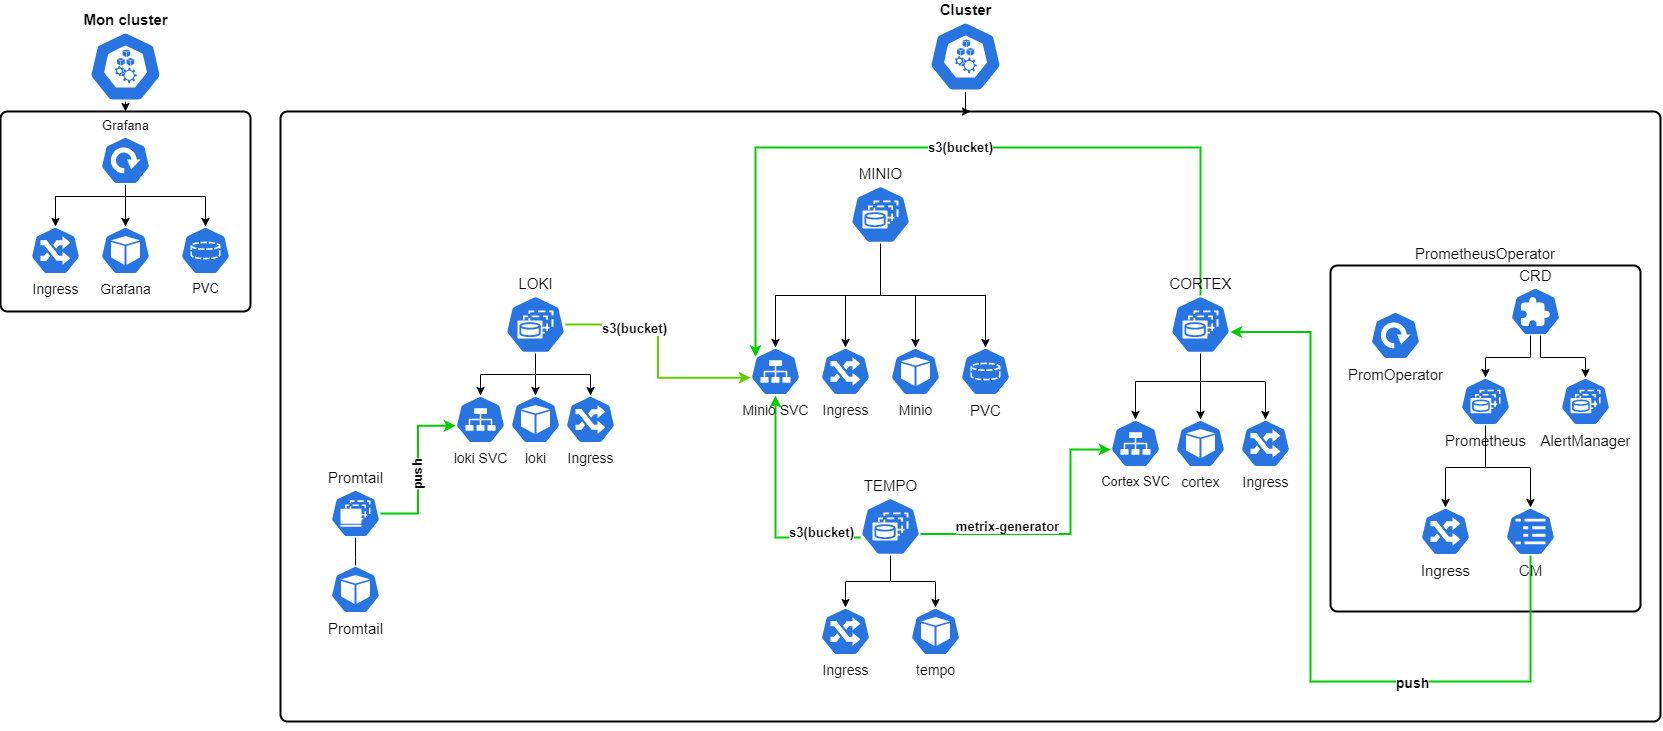 Mon cluster
Grafana
Ingress
Grafana
PVC
Cluster
s3(bucket)
MINIO
Minio SVC
Ingress
Minio
PVC
LOKI
s3(bucket)
loki SVC
loki
Ingress
push
Promtail
Promtail
TEMPO
s3(bucket)
metrix-generator
Ingress
tempo
CORTEX
Cortex SVC
cortex
Ingress
PrometheusOperator
CRD
PromOperator
Prometheus
AlertManager
Ingress
CM
push